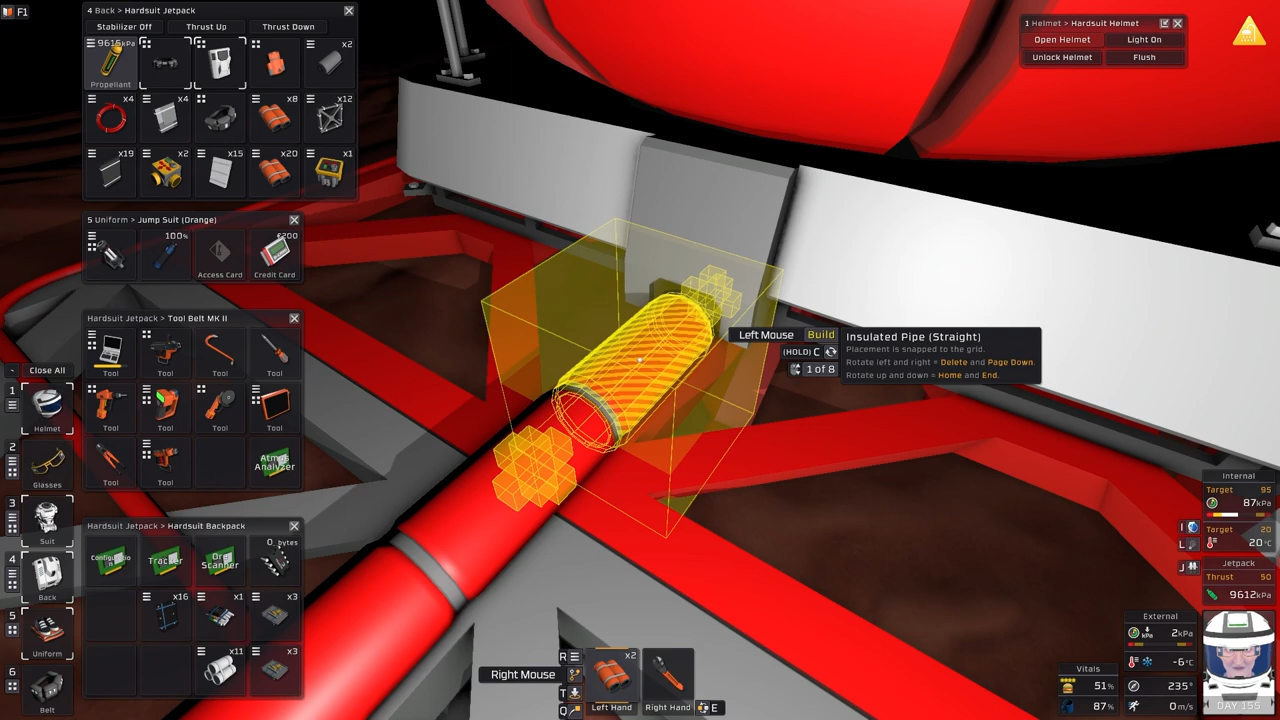 F1
4 Back > Hardsuit Jetpack
Stabilizer Off
Thrust Up
Thrust Down
9615kPa
x2
Propellant
x4
x4
x8
x12
x19
x2
x15
x20
x1
5 Uniform > Jump Suit (Orange)
100%
€200
Access Card
Credit Card
Hardsuit Jetpack > Tool Belt MK II
Tool
Tool
Tool
Tool
Tool
Tool
Tool
Tool
Tool
Tool
Atmos
Analyzer
Close All
1
Helmet
2
Glasses
3
Suit
4
Back
5
Uniform
6
Belt
Hardsuit Jetpack > Hardsuit Backpack
Tracker
Ore
Scanner
0 bytes
x16
x1
x3
x11
x3
1 Helmet > Hardsuit Helmet
Open Helmet
Light On
Unlock Helmet
Flush
Left Mouse
Build
(HOLD) C
1 of 8
Insulated Pipe (Straight)
Placement is snapped to the grid.
Rotate left and right = Delete and Page Down.
Rotate up and down = Home and End.
Right Mouse
R
T
Q
x2
Left Hand
Right Hand
E
Internal
Target 95
87kPa
Target 20
20°C
I
L
J
Jetpack
Thrust 50
9612kPa
External
kPa
2kPa
-6°C
235°
0m/s
Vitals
51%
87%
DAY 155